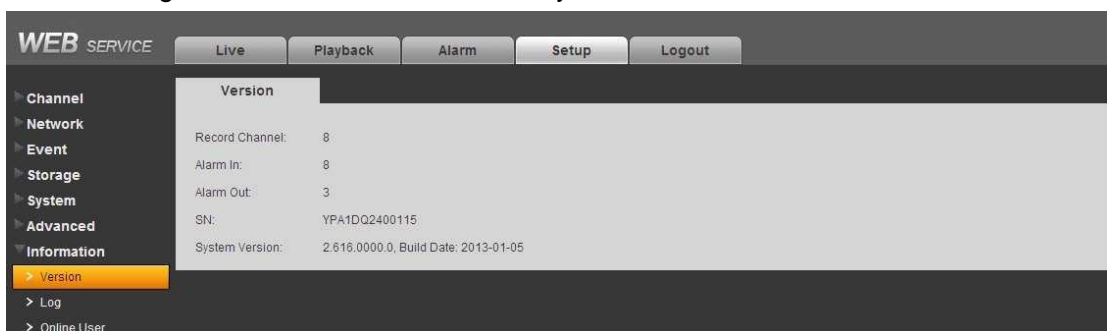 WEB SERVICE
Live Playback Alarm Setup Logout
Channel
Network
Event
Storage
System
Advanced
Information
> Version
> Log
> Online User
Version
Record Channel: 8
Alarm In: 8
Alarm Out: 3
SN: YPA1DQ2400115
System Version: 2.616.0000.0, Build Date: 2013-01-05